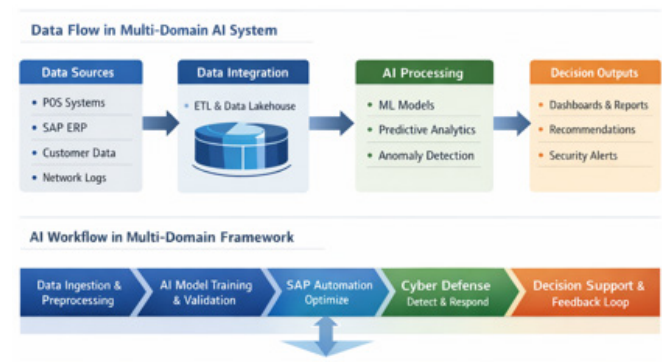 Data Flow in Multi-Domain AI System
Data Sources
POS Systems
SAP ERP
Customer Data
Network Logs
Data Integration
ETL & Data Lakehouse
AI Processing
ML Models
Predictive Analytics
Anomaly Detection
Decision Outputs
Dashboards & Reports
Recommendations
Security Alerts
AI Workflow in Multi-Domain Framework
Data Ingestion &
Preprocessing
AI Model Training
& Validation
SAP Automation
Optimize
Cyber Defense
Detect & Respond
Decision Support &
Feedback Loop